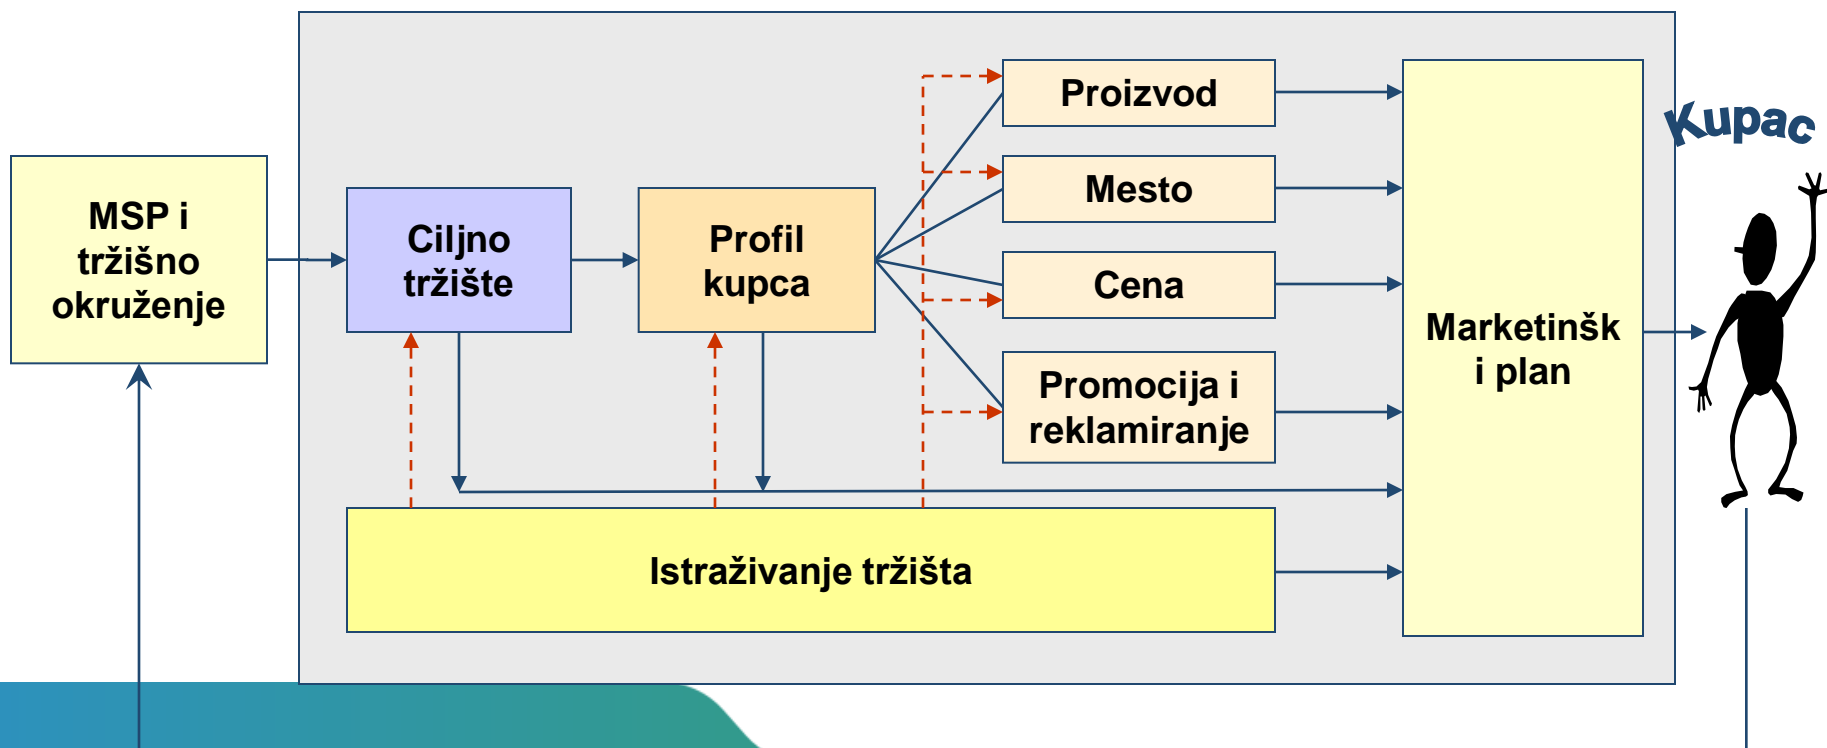 MSP i
tržišno
okruženje
Ciljno
tržište
Profil
kupca
Proizvod
Mesto
Cena
Promocija i
reklamiranje
Marketinšk
i plan
Kupac
Istraživanje tržišta